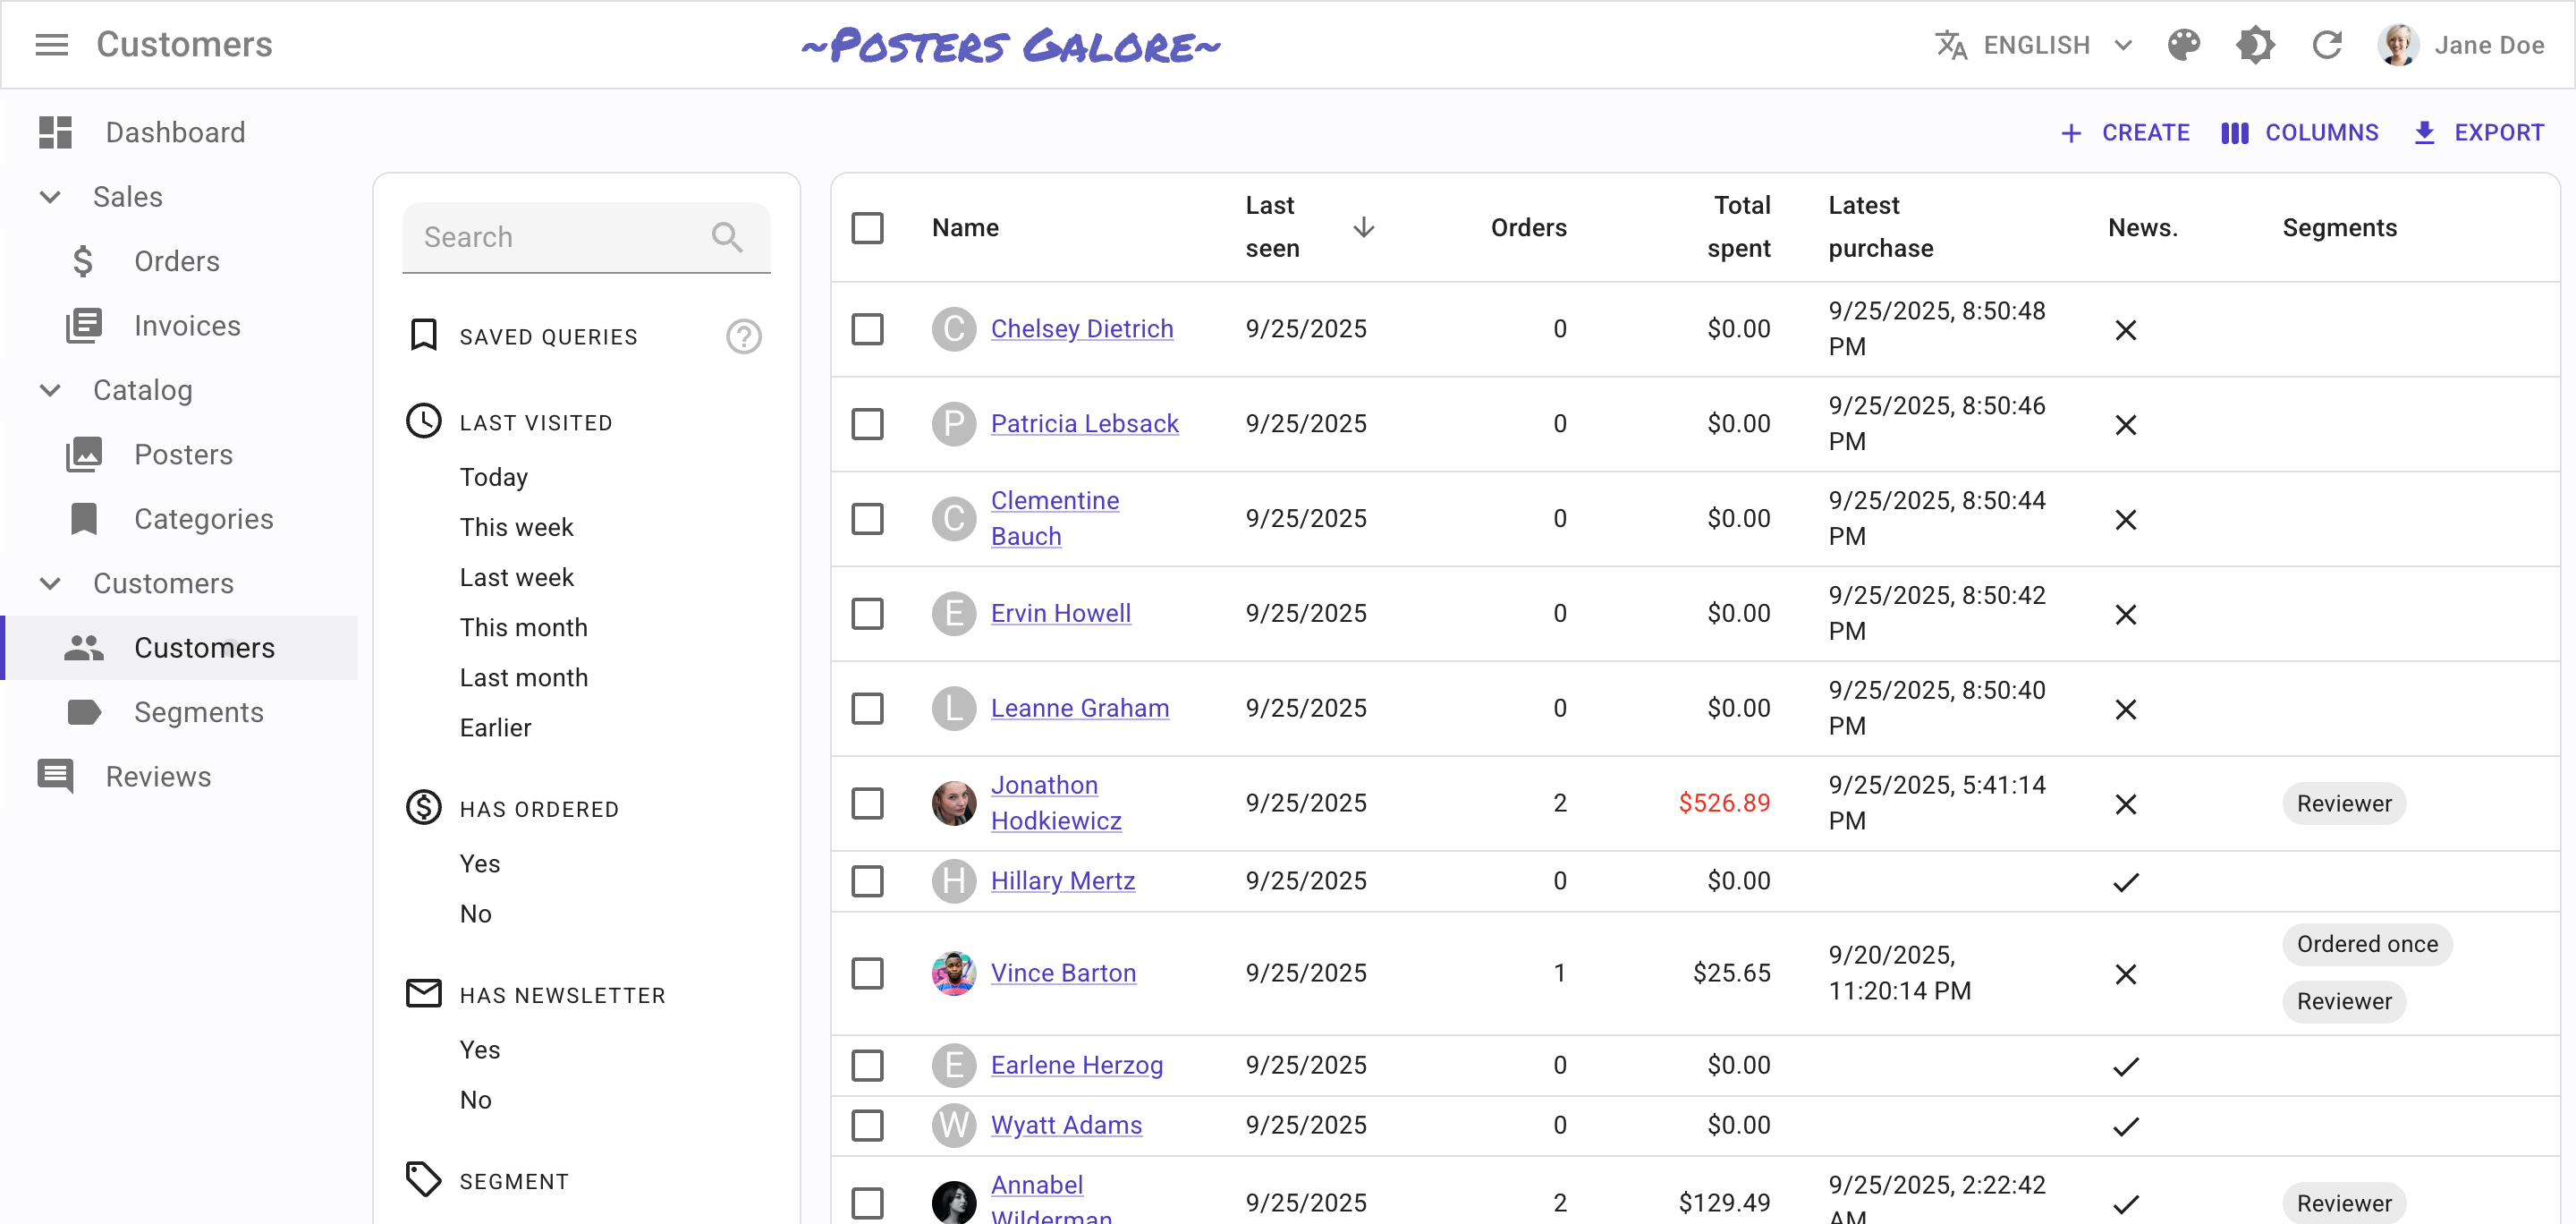 Customers
~Posters Galore~
ENGLISH
Jane Doe
Dashboard
Sales
Orders
Invoices
Catalog
Posters
Categories
Customers
Customers
Segments
Reviews
CREATE
COLUMNS
EXPORT
Search
SAVED QUERIES
?
LAST VISITED
Today
This week
Last week
This month
Last month
Earlier
HAS ORDERED
Yes
No
HAS NEWSLETTER
Yes
No
SEGMENT
Name
Last
seen
Orders
Total
spent
Latest
purchase
News.
Segments
C Chelsey Dietrich 9/25/2025 0 $0.00 9/25/2025, 8:50:48
PM
P Patricia Lebsack 9/25/2025 0 $0.00 9/25/2025, 8:50:46
PM
C Clementine
Bauch 9/25/2025 0 $0.00 9/25/2025, 8:50:44
PM
E Ervin Howell 9/25/2025 0 $0.00 9/25/2025, 8:50:42
PM
L Leanne Graham 9/25/2025 0 $0.00 9/25/2025, 8:50:40
PM
Jonathon
Hodkiewicz 9/25/2025 2 $526.89 9/25/2025, 5:41:14
PM Reviewer
H Hillary Mertz 9/25/2025 0 $0.00
Vince Barton 9/25/2025 1 $25.65 9/20/2025,
11:20:14 PM Ordered once
Reviewer
E Earlene Herzog 9/25/2025 0 $0.00
W Wyatt Adams 9/25/2025 0 $0.00
Annabel
Wilderman 9/25/2025 2 $129.49 9/25/2025, 2:22:42
AM Reviewer